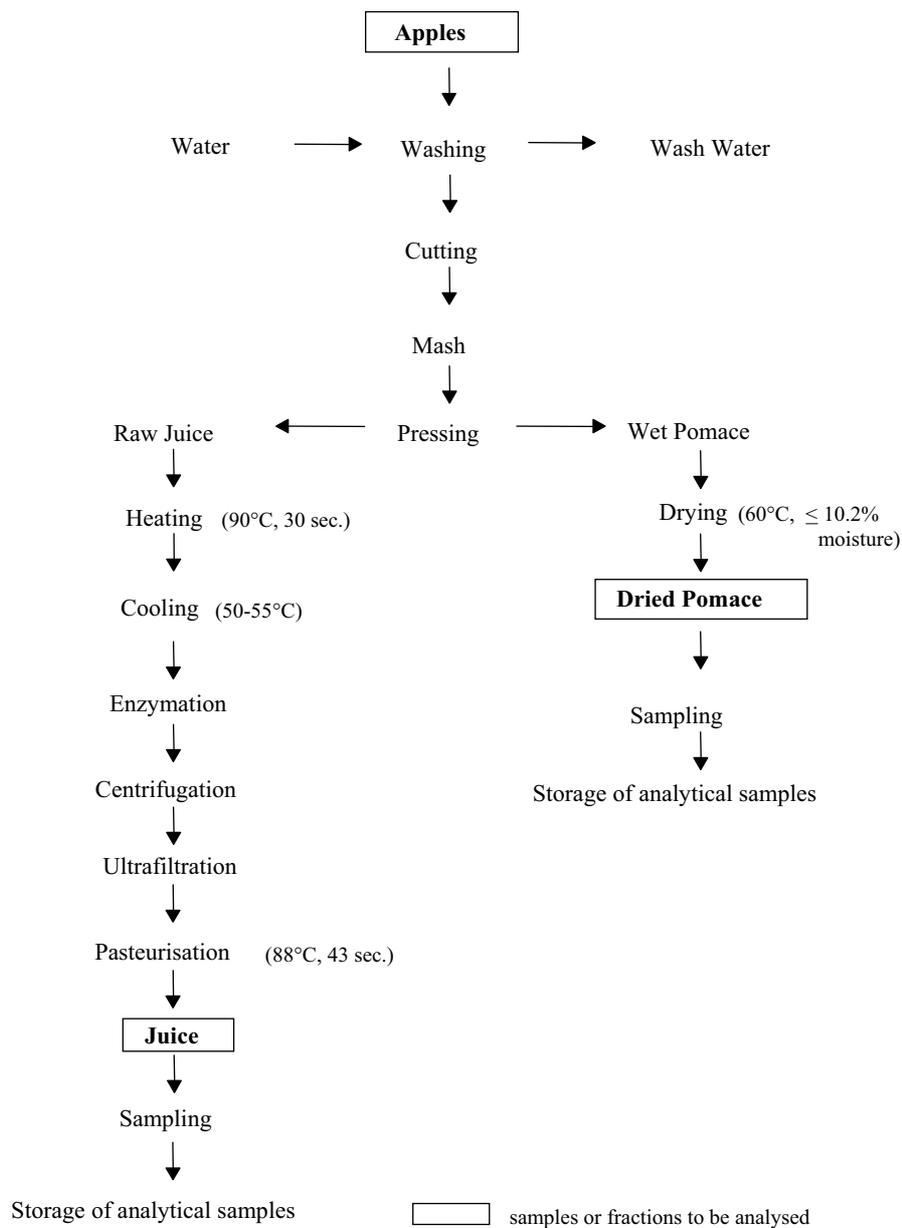 Apples
Water
Washing
Wash Water
Cutting
Mash
Raw Juice
Pressing
Wet Pomace
Heating (90°C, 30 sec.)
Drying (60°C, ≤ 10.2%
moisture)
Cooling (50-55°C)
Dried Pomace
Enzymation
Sampling
Centrifugation
Storage of analytical samples
Ultrafiltration
Pasteurisation (88°C, 43 sec.)
Juice
Sampling
Storage of analytical samples
samples or fractions to be analysed